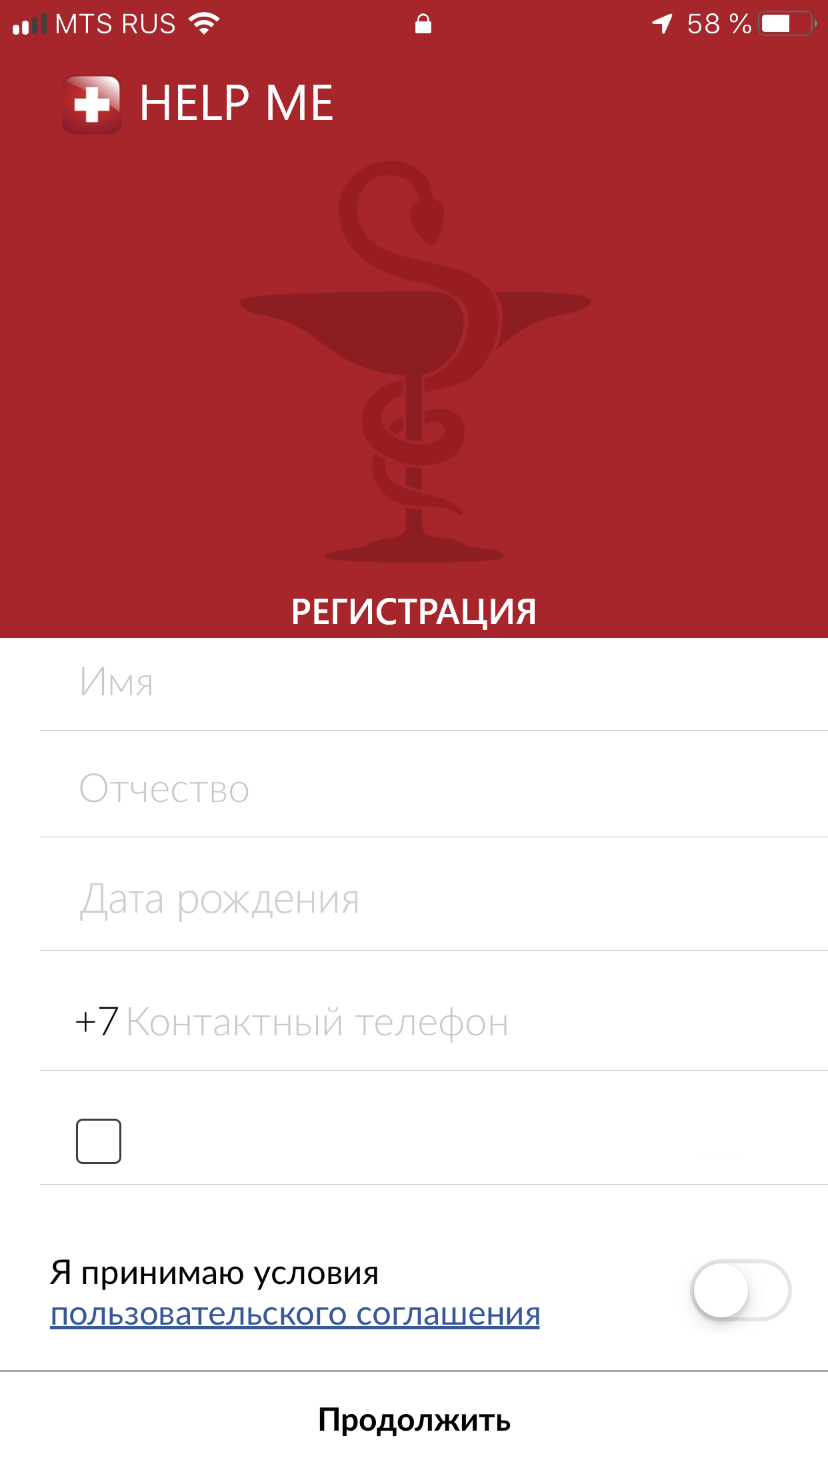 MTS RUS 58 %
HELP ME
РЕГИСТРАЦИЯ
Имя
Отчество
Дата рождения
+7 Контактный телефон
Я принимаю условия
пользовательского соглашения
Продолжить